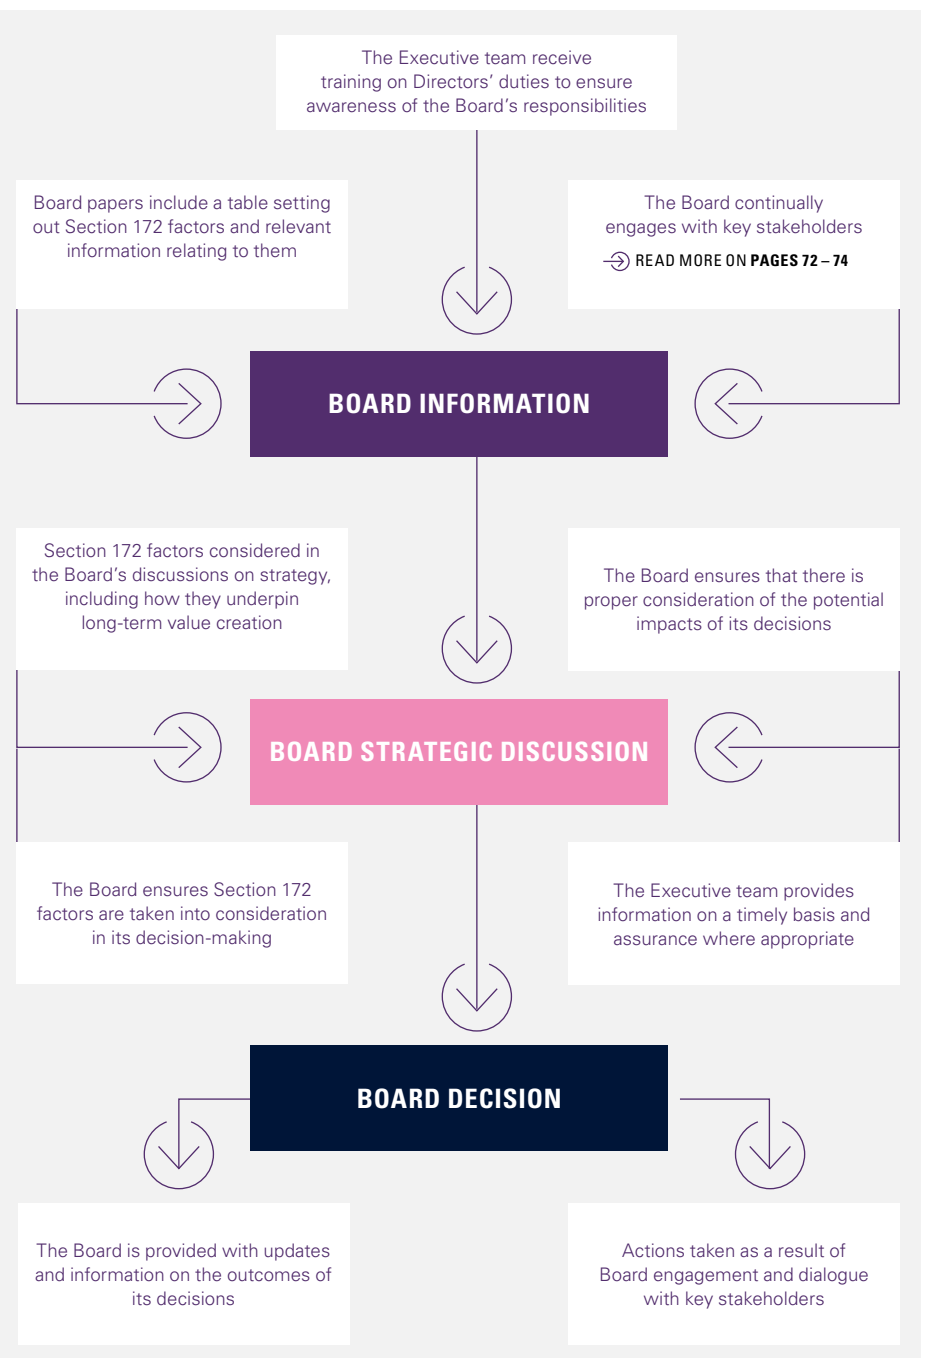 The Executive team receive
training on Directors’ duties to ensure
awareness of the Board’s responsibilities
Board papers include a table setting
out Section 172 factors and relevant
information relating to them
The Board continually
engages with key stakeholders
READ MORE ON PAGES 72 – 74
BOARD INFORMATION
Section 172 factors considered in
the Board’s discussions on strategy,
including how they underpin
long-term value creation
The Board ensures that there is
proper consideration of the potential
impacts of its decisions
BOARD STRATEGIC DISCUSSION
The Board ensures Section 172
factors are taken into consideration
in its decision-making
The Executive team provides
information on a timely basis and
assurance where appropriate
BOARD DECISION
The Board is provided with updates
and information on the outcomes of
its decisions
Actions taken as a result of
Board engagement and dialogue
with key stakeholders